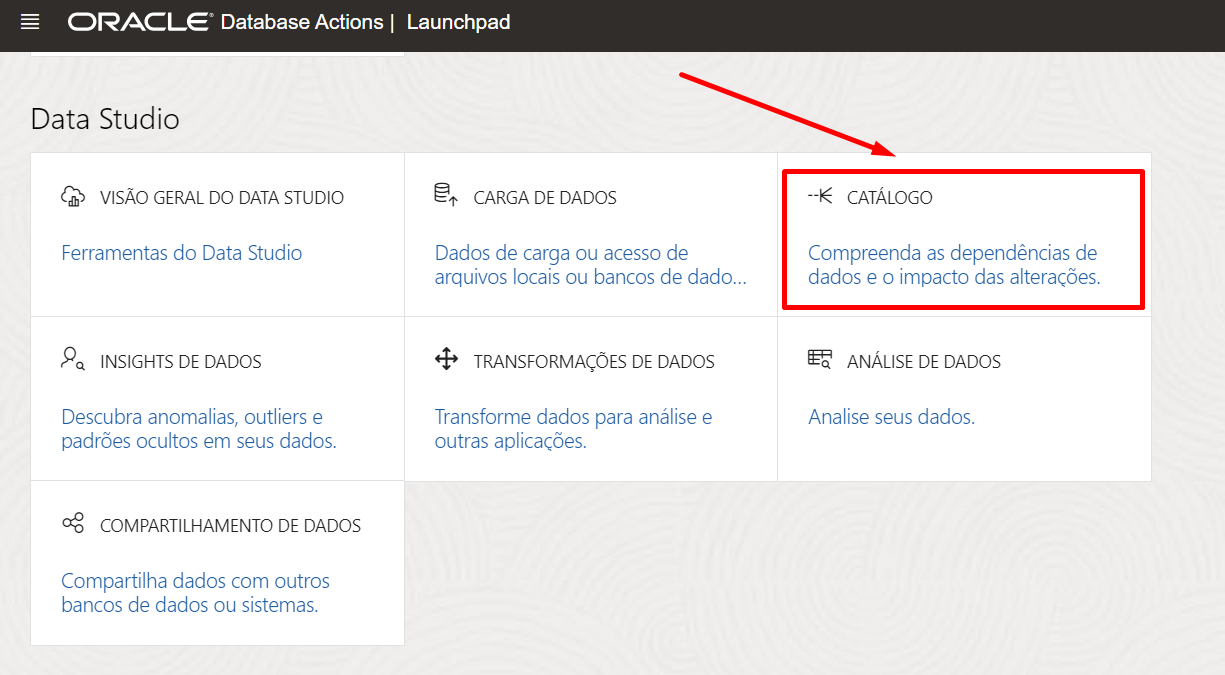 ORACLE® Database Actions | Launchpad
Data Studio
VISÃO GERAL DO DATA STUDIO
Ferramentas do Data Studio
CARGA DE DADOS
Dados de carga ou acesso de
arquivos locais ou bancos de dado...
CATÁLOGO
Compreenda as dependências de
dados e o impacto das alterações.
INSIGHTS DE DADOS
Descubra anomalias, outliers e
padrões ocultos em seus dados.
TRANSFORMAÇÕES DE DADOS
Transforme dados para análise e
outras aplicações.
ANÁLISE DE DADOS
Analise seus dados.
COMPARTILHAMENTO DE DADOS
Compartilha dados com outros
bancos de dados ou sistemas.